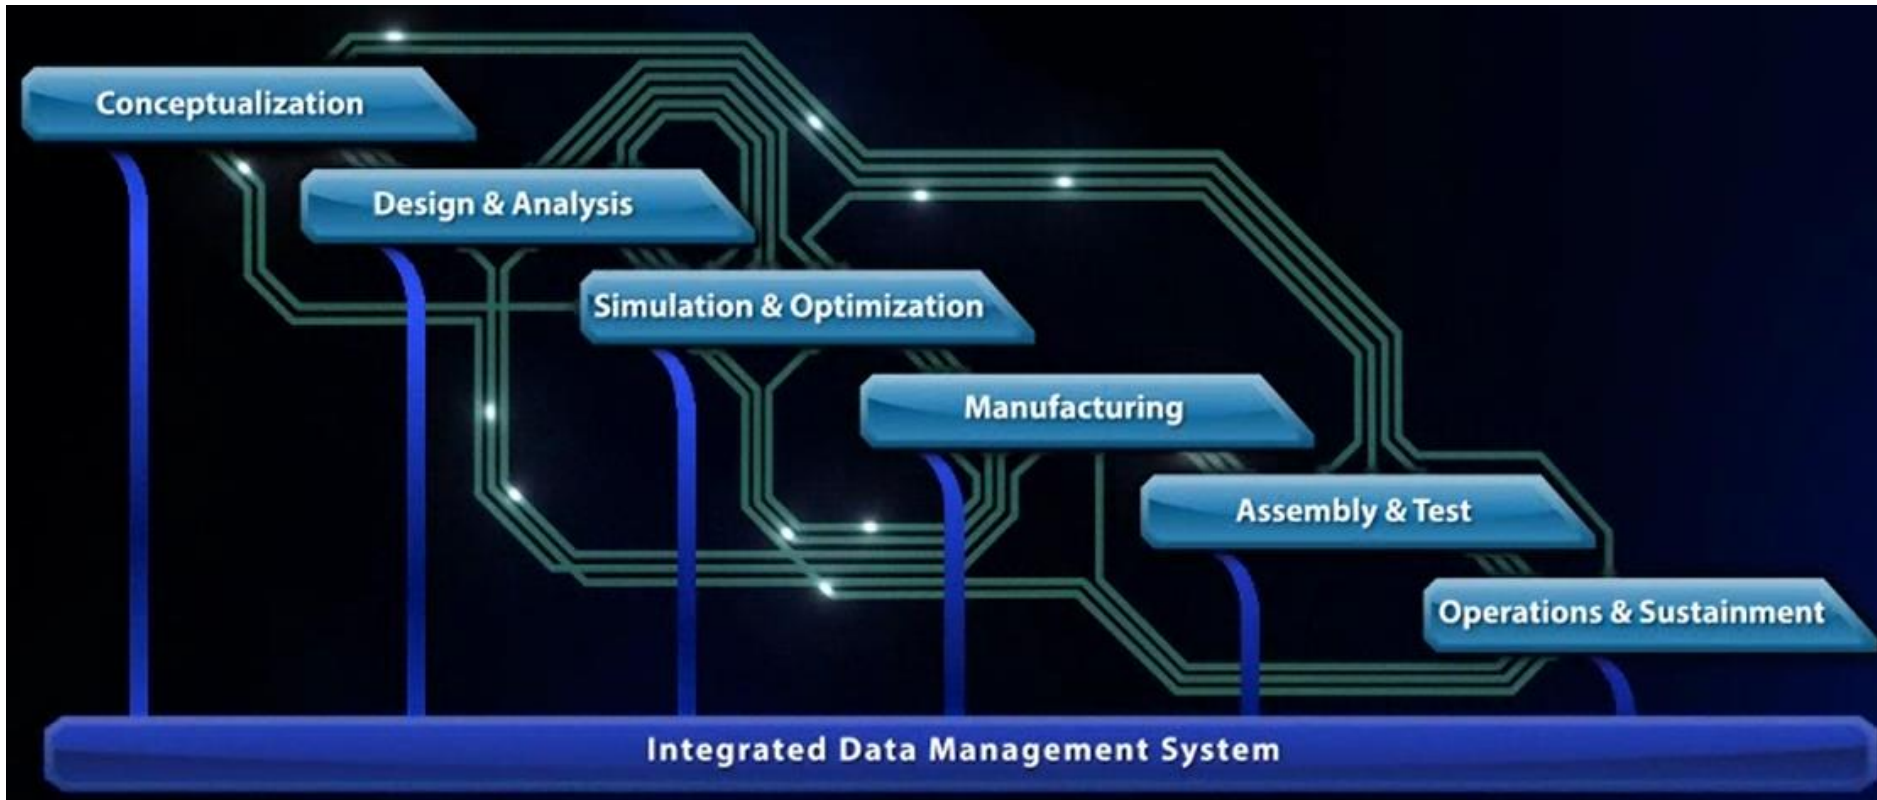 Conceptualization
Design & Analysis
Simulation & Optimization
Manufacturing
Assembly & Test
Operations & Sustainment
Integrated Data Management System